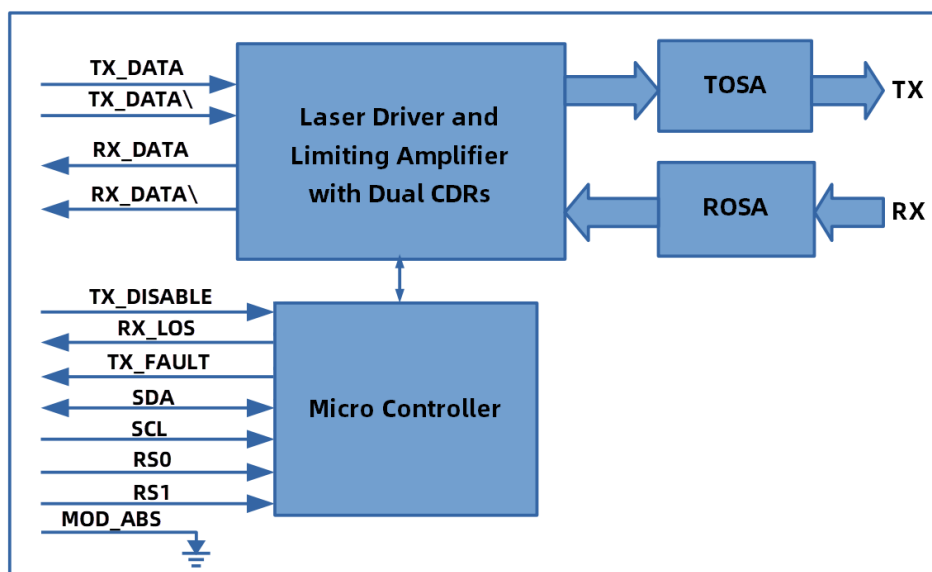 TX_DATA
TX_DATA\
RX_DATA
RX_DATA\
Laser Driver and
Limiting Amplifier
with Dual CDRs
TOSA
TX
ROSA
RX
TX_DISABLE
RX_LOS
TX_FAULT
SDA
SCL
RS0
RS1
MOD_ABS
Micro Controller